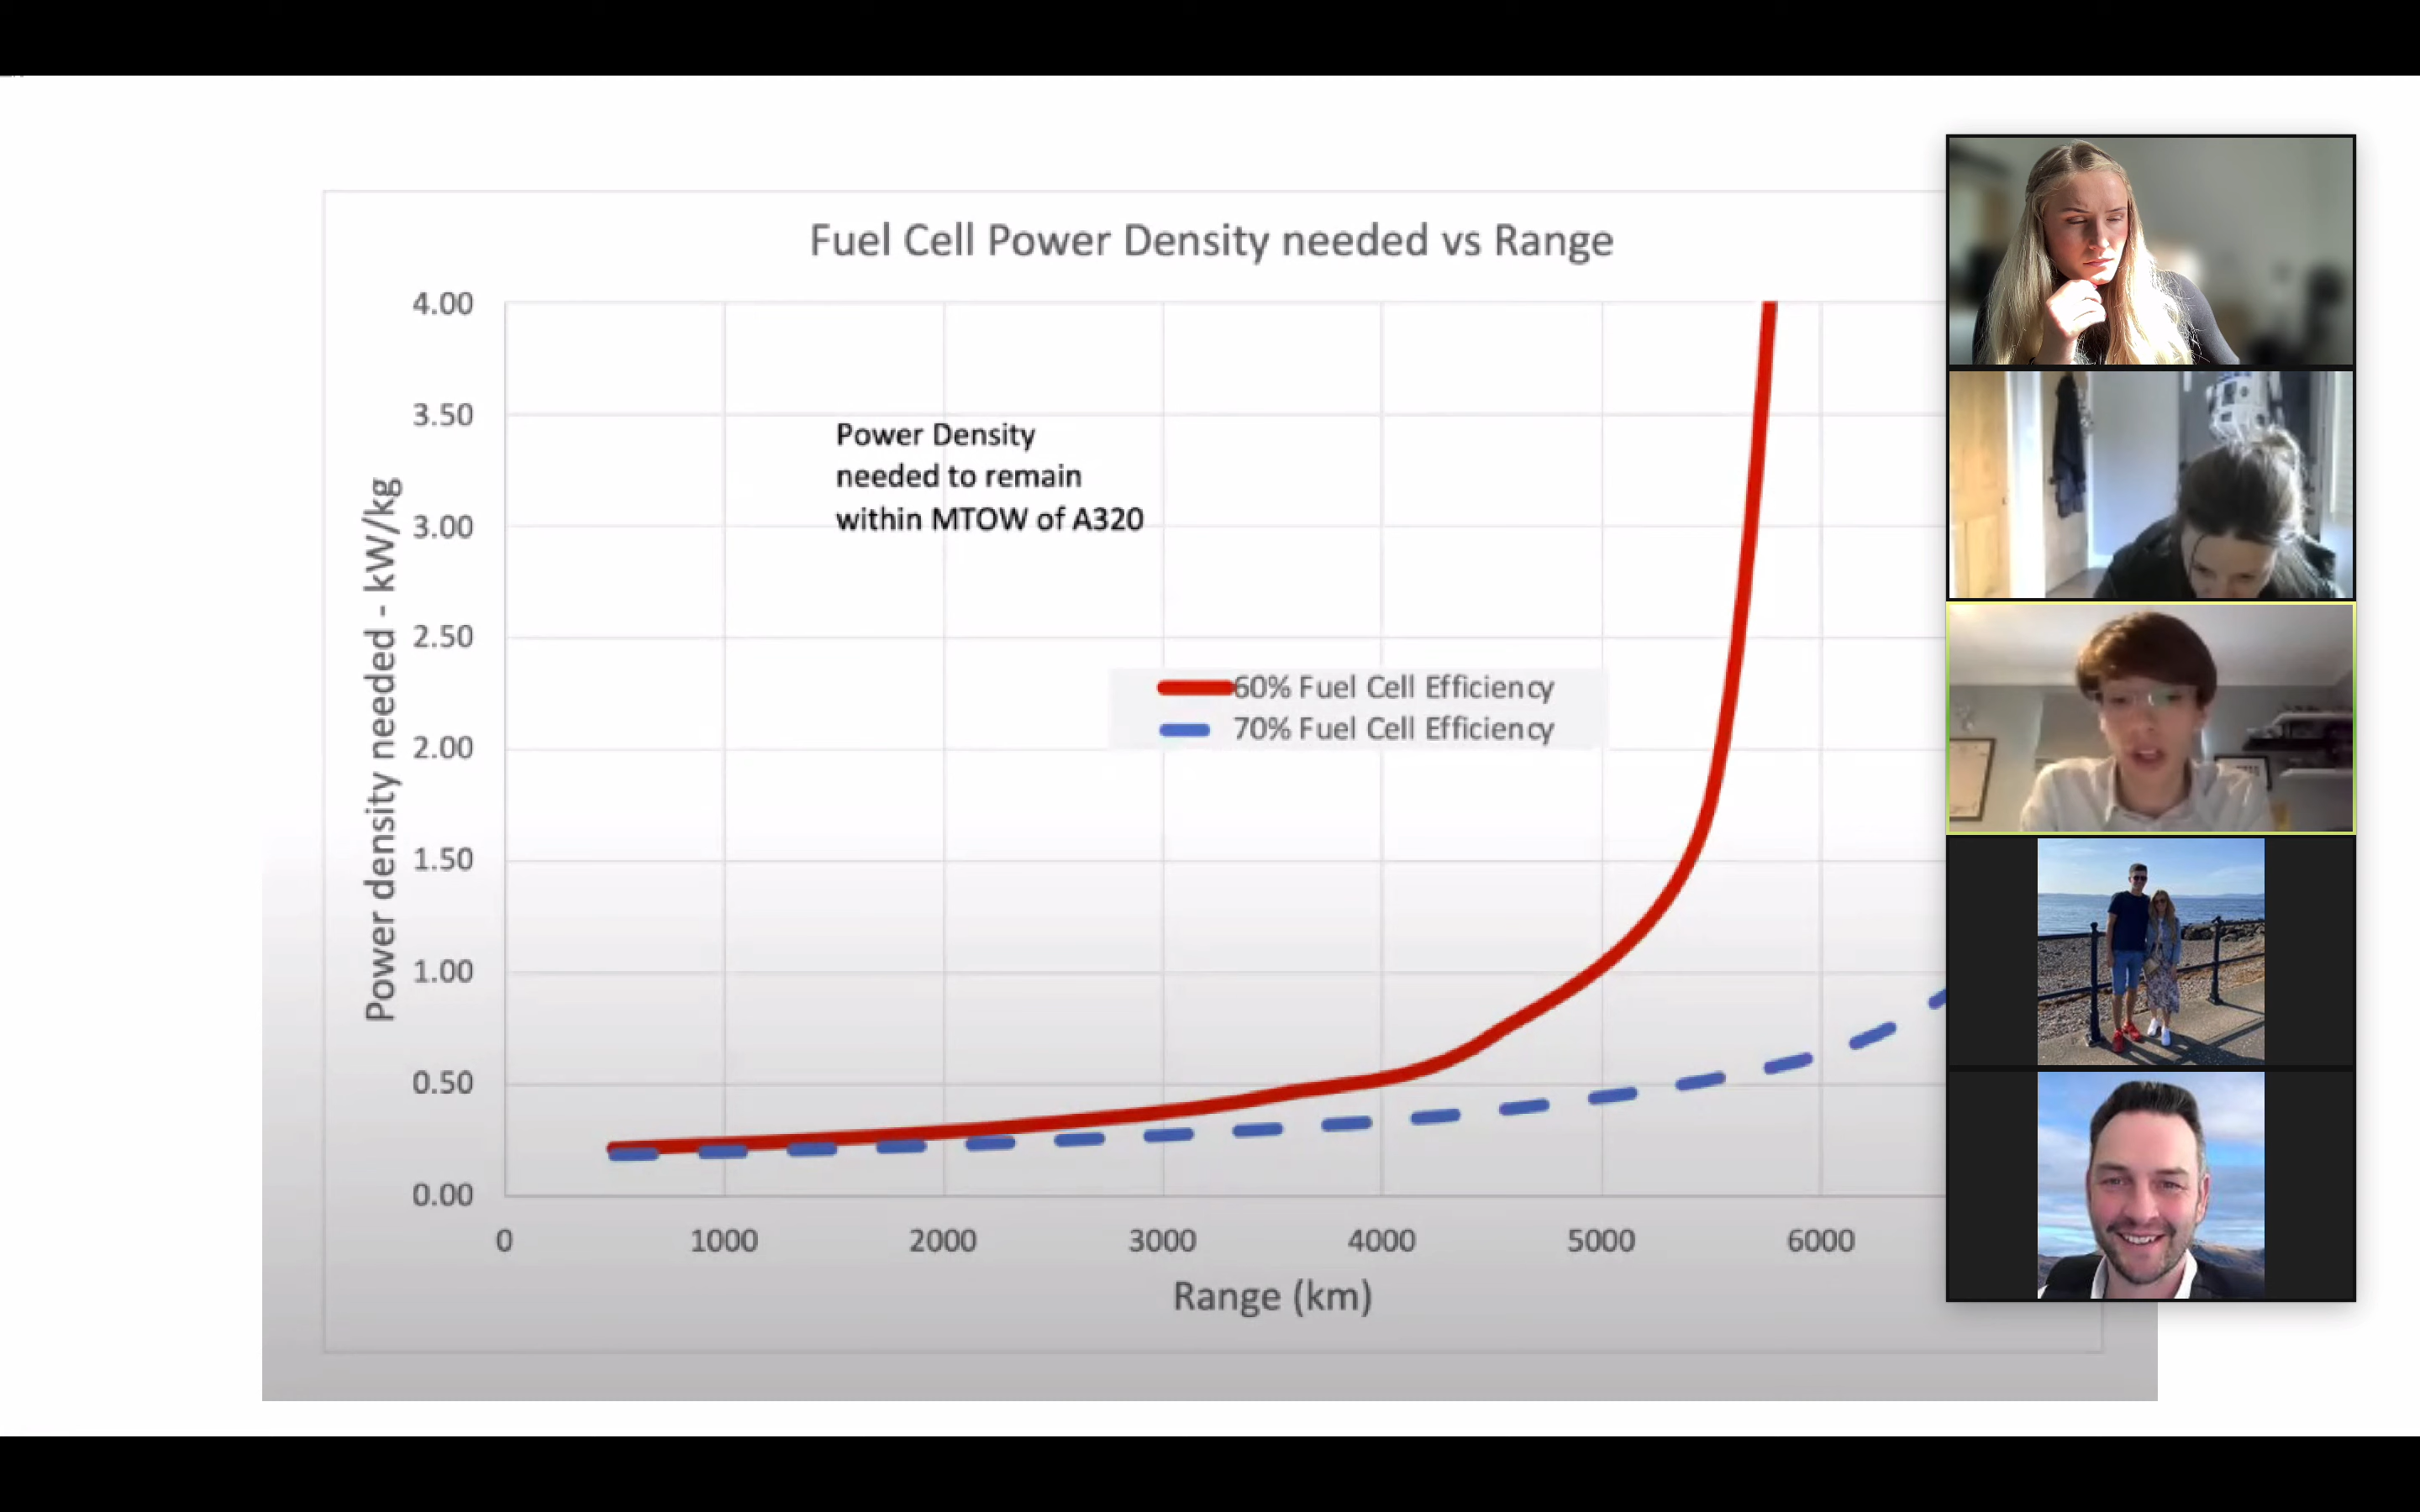 Fuel Cell Power Density needed vs Range
4.00
3.50
3.00
2.50
2.00
1.50
1.00
0.50
0.00
Power density needed - kW/kg
Power Density
needed to remain
within MTOW of A320
60% Fuel Cell Efficiency
70% Fuel Cell Efficiency
0
1000
2000
3000
4000
5000
6000
Range (km)